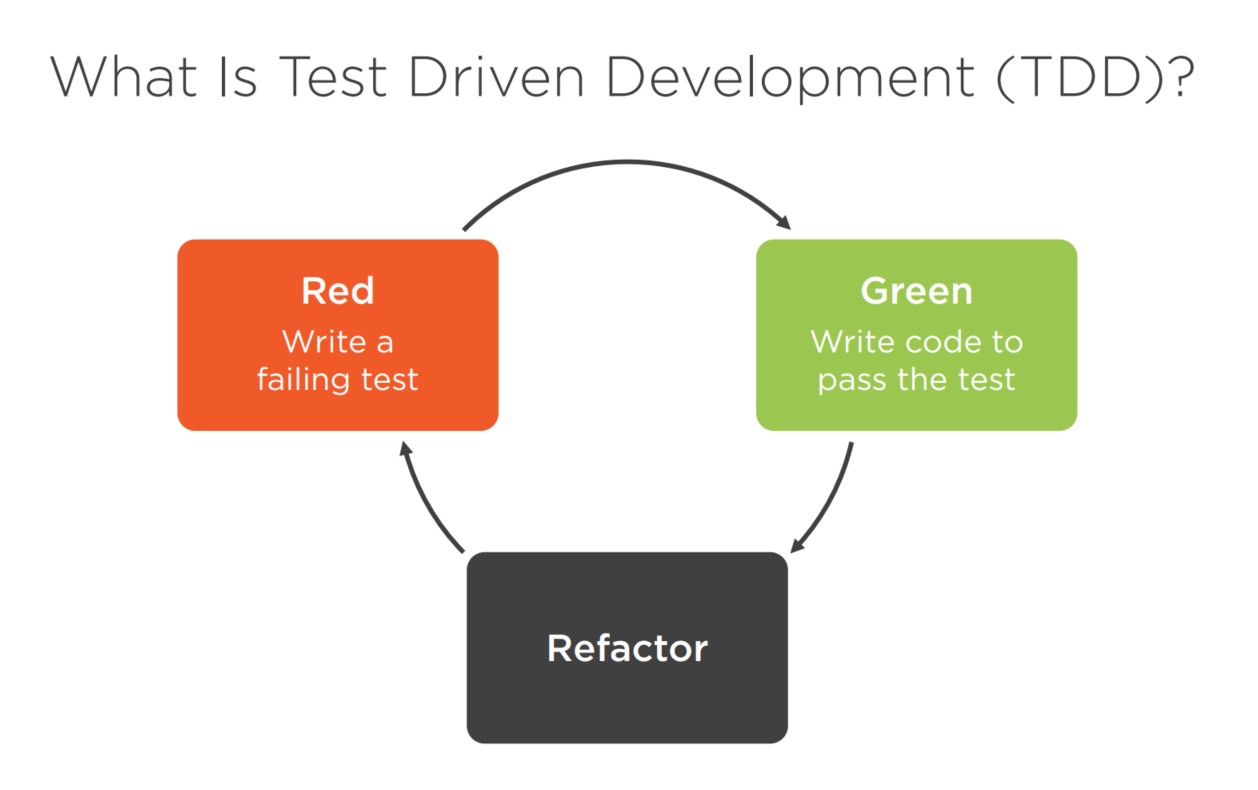 What Is Test Driven Development (TDD)?
Red
Write a
failing test
Green
Write code to
pass the test
Refactor